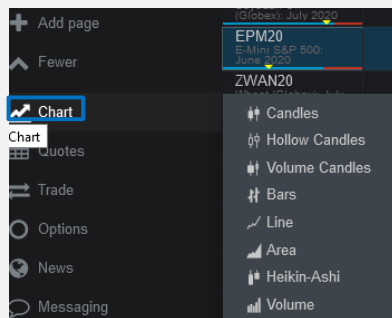 Add page
(Globex): July 2020
EPM20
E-Mini S&P 500:
June 2020
Fewer
ZWAN20
Chart
Chart
Quotes
Trade
Options
News
Messaging
Candles
Hollow Candles
Volume Candles
Bars
Line
Area
Heikin-Ashi
Volume